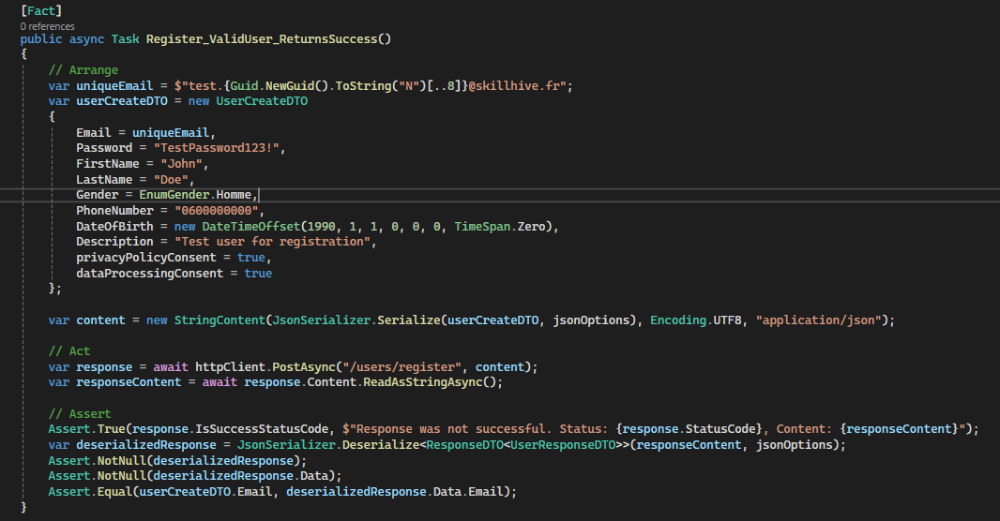 [Fact]
0 references
public async Task Register_ValidUser_ReturnsSuccess()
{
    // Arrange
    var uniqueEmail = $"test.{Guid.NewGuid().ToString("N")[..8]}@skillhive.fr";
    var userCreateDTO = new UserCreateDTO
    {
        Email = uniqueEmail,
        Password = "TestPassword123!",
        FirstName = "John",
        LastName = "Doe",
        Gender = EnumGender.Homme,
        PhoneNumber = "0600000000",
        DateOfBirth = new DateTimeOffset(1990, 1, 1, 0, 0, 0, TimeSpan.Zero),
        Description = "Test user for registration",
        privacyPolicyConsent = true,
        dataProcessingConsent = true
    };

    var content = new StringContent(JsonSerializer.Serialize(userCreateDTO, jsonOptions), Encoding.UTF8, "application/json");

    // Act
    var response = await httpClient.PostAsync("/users/register", content);
    var responseContent = await response.Content.ReadAsStringAsync();

    // Assert
    Assert.True(response.IsSuccessStatusCode, $"Response was not successful. Status: {response.StatusCode}, Content: {responseContent}");
    var deserializedResponse = JsonSerializer.Deserialize<ResponseDTO<UserResponseDTO>>(responseContent, jsonOptions);
    Assert.NotNull(deserializedResponse);
    Assert.NotNull(deserializedResponse.Data);
    Assert.Equal(userCreateDTO.Email, deserializedResponse.Data.Email);
}